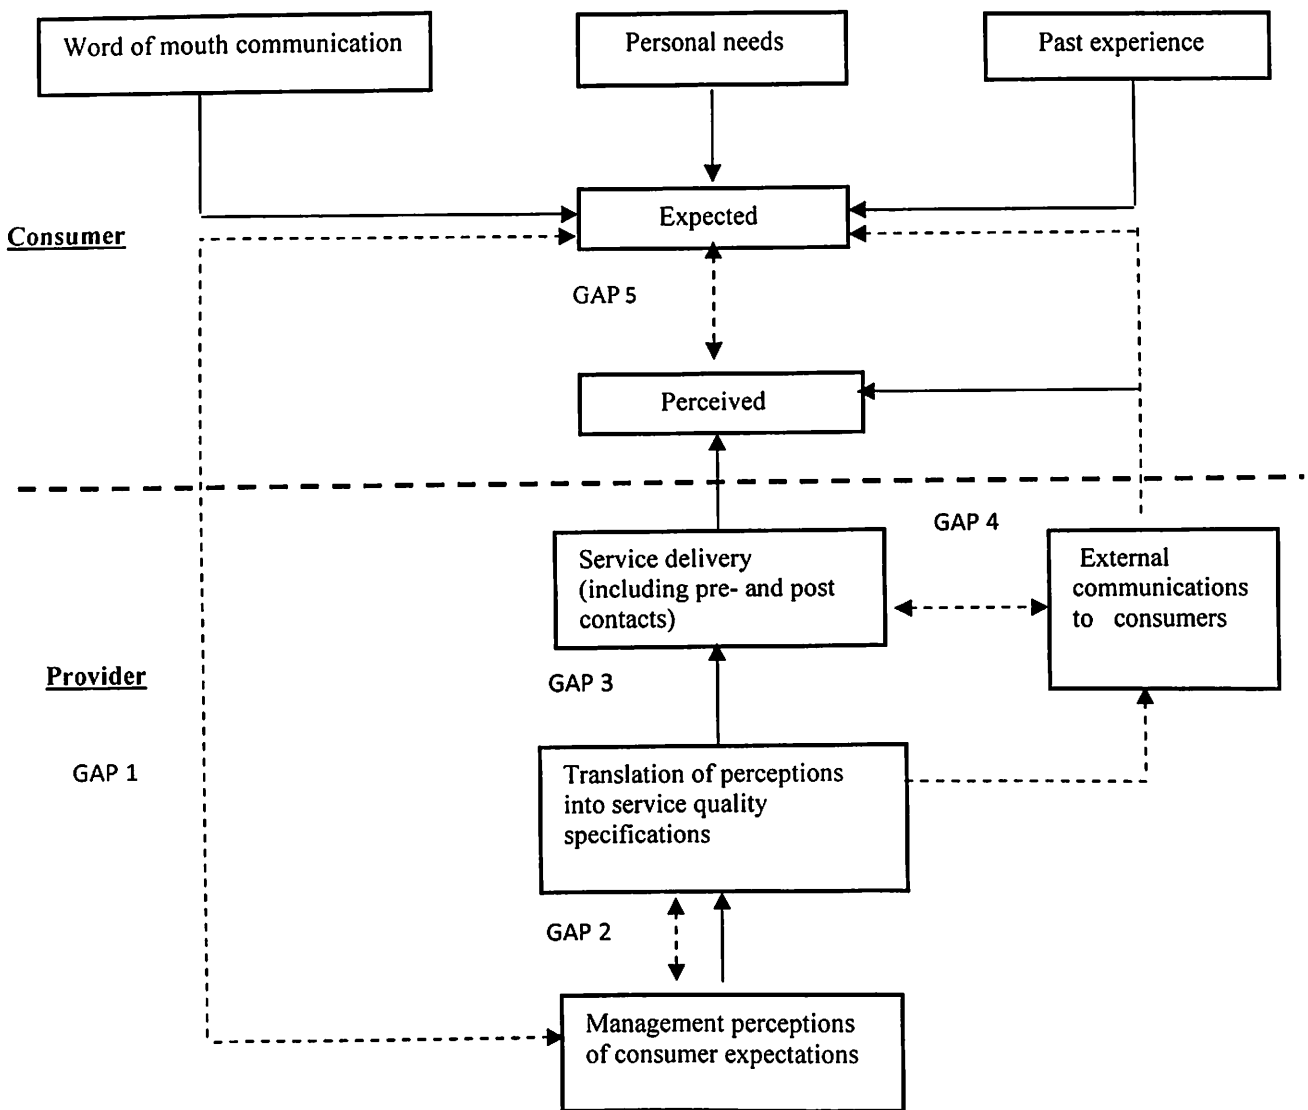 Word of mouth communication
Personal needs
Past experience
Consumer
Expected
GAP 5
Perceived
GAP 4
Service delivery
(including pre- and post
contacts)
External
communications
to consumers
Provider
GAP 3
GAP 1
Translation of perceptions
into service quality
specifications
GAP 2
Management perceptions
of consumer expectations